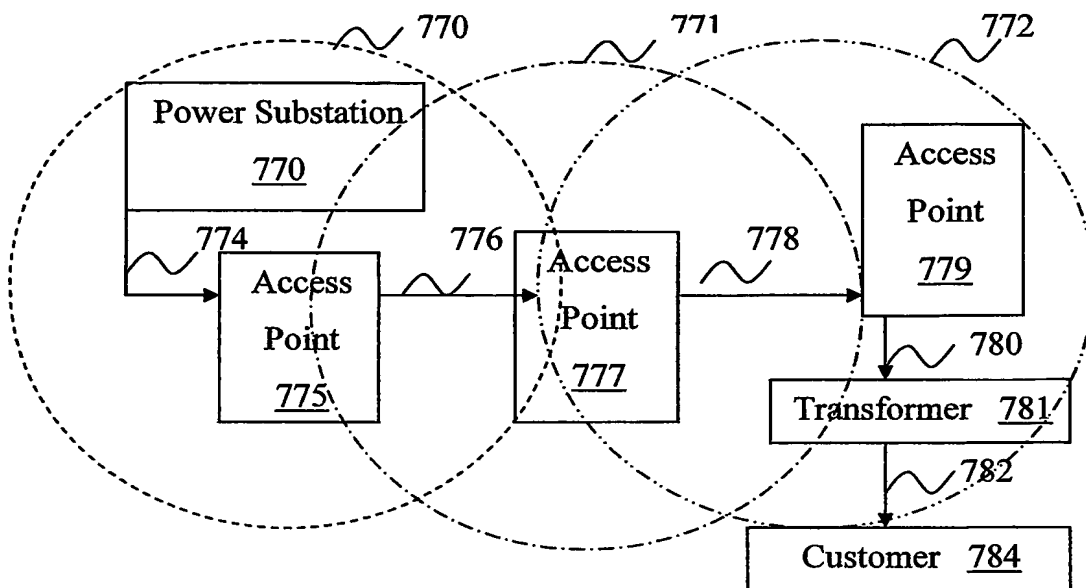 770
771
772
Power Substation
770
Access
Point
779
774
776
778
Access
Point
775
Access
Point
777
780
Transformer 781
782
Customer 784